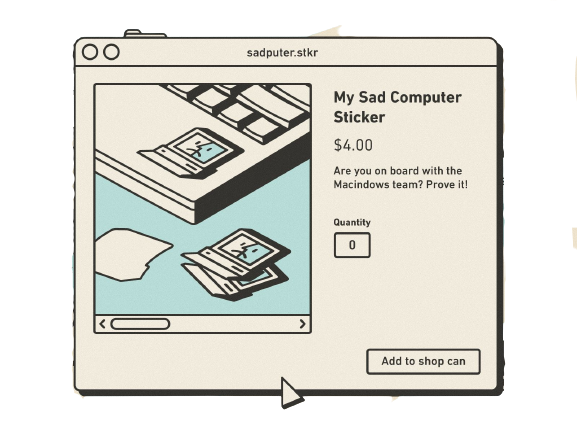 sadputer.stkr
My Sad Computer
Sticker
$4.00
Are you on board with the
Macindows team? Prove it!
Quantity
0
Add to shop can